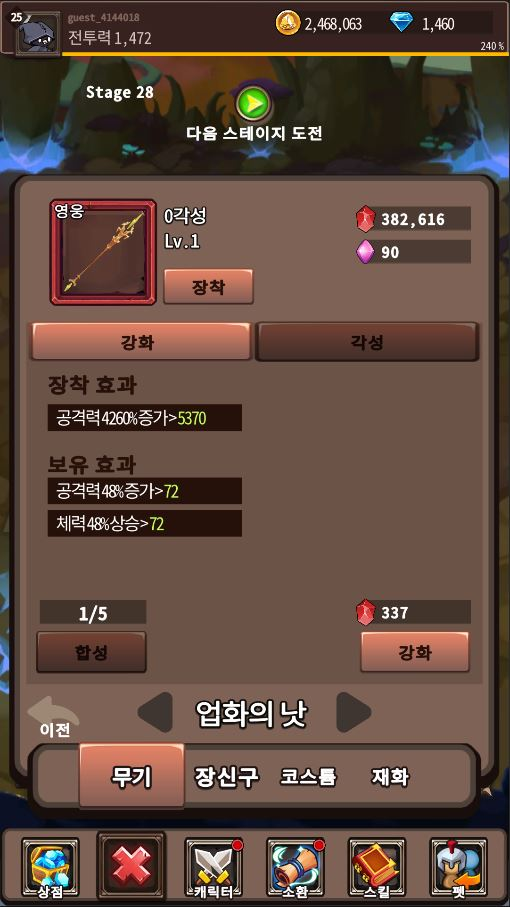 25
guest_4144018
전투력 1,472
2,468,063
1,460
240 %
Stage 28
다음 스테이지 도전
영웅
0각성
Lv.1
장착
382,616
90
강화
각성
장착 효과
공격력4260%증가>5370
보유 효과
공격력48%증가>72
체력48%상승>72
1/5
합성
337
강화
이전
업화의 낫
무기
장신구
코스튬
재화
상점
캐릭터
소환
스킬
펫